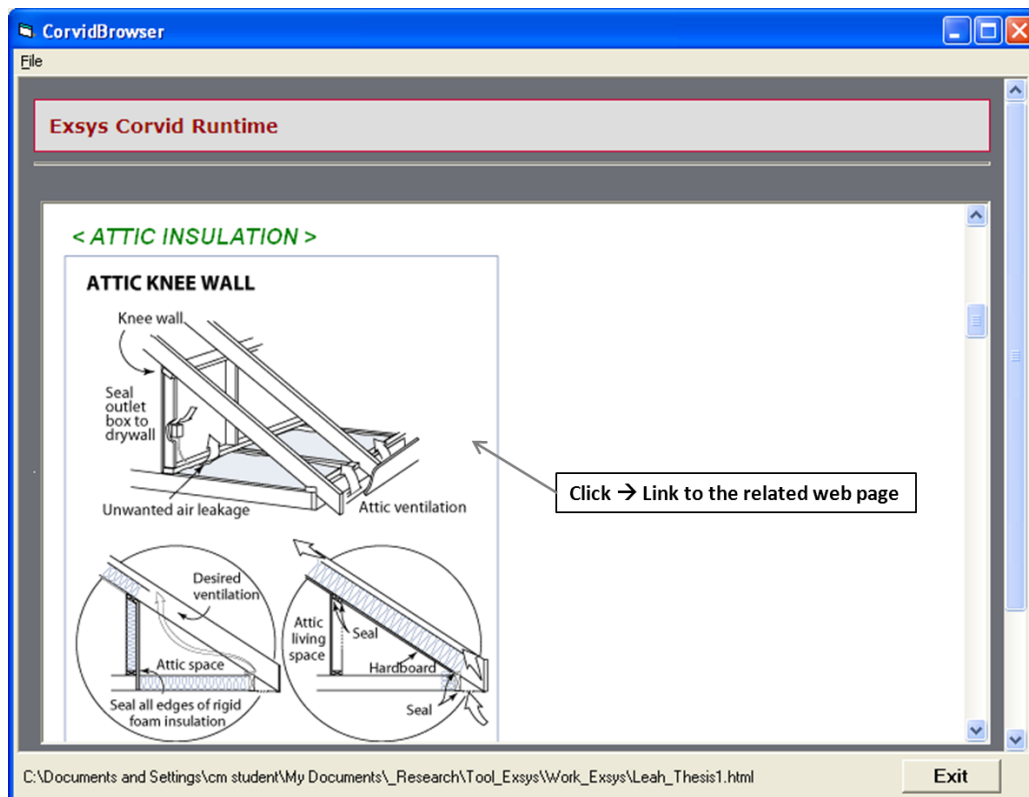 CorvidBrowser
File
Exsys Corvid Runtime
< ATTIC INSULATION >
ATTIC KNEE WALL
Knee wall
Seal
outlet
box to
drywall
Unwanted air leakage
Attic ventilation
Click → Link to the related web page
Desired
ventilation
Attic space
Seal all edges of rigid
foam insulation
Attic
living
space
Seal
Hardboard
Seal
C:\Documents and Settings\cm student\My Documents\_Research\Tool_Exsys\Work_Exsys\Leah_Thesis1.html
Exit